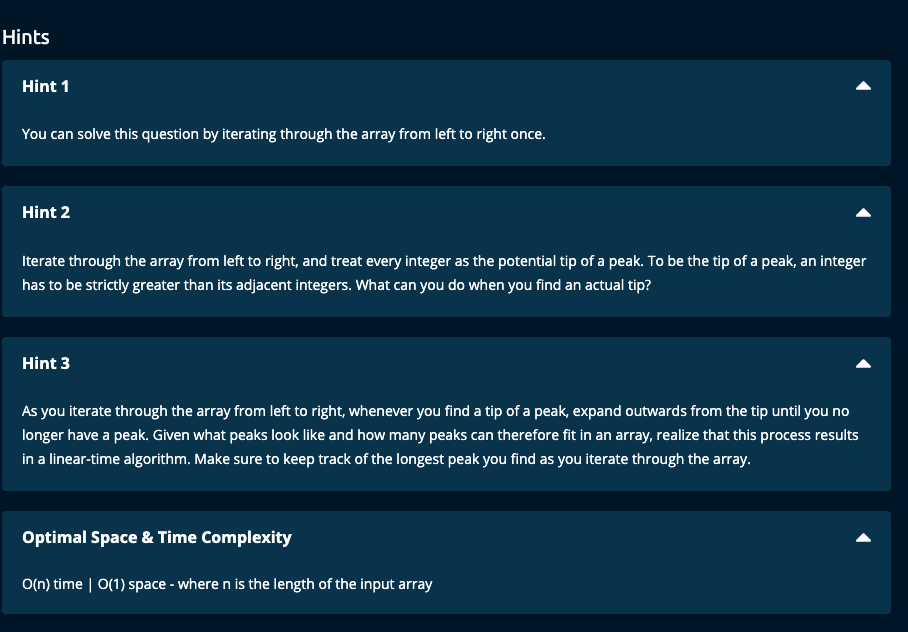 Hints
Hint 1
You can solve this question by iterating through the array from left to right once.
Hint 2
Iterate through the array from left to right, and treat every integer as the potential tip of a peak. To be the tip of a peak, an integer
has to be strictly greater than its adjacent integers. What can you do when you find an actual tip?
Hint 3
As you iterate through the array from left to right, whenever you find a tip of a peak, expand outwards from the tip until you no
longer have a peak. Given what peaks look like and how many peaks can therefore fit in an array, realize that this process results
in a linear-time algorithm. Make sure to keep track of the longest peak you find as you iterate through the array.
Optimal Space & Time Complexity
O(n) time | O(1) space - where n is the length of the input array